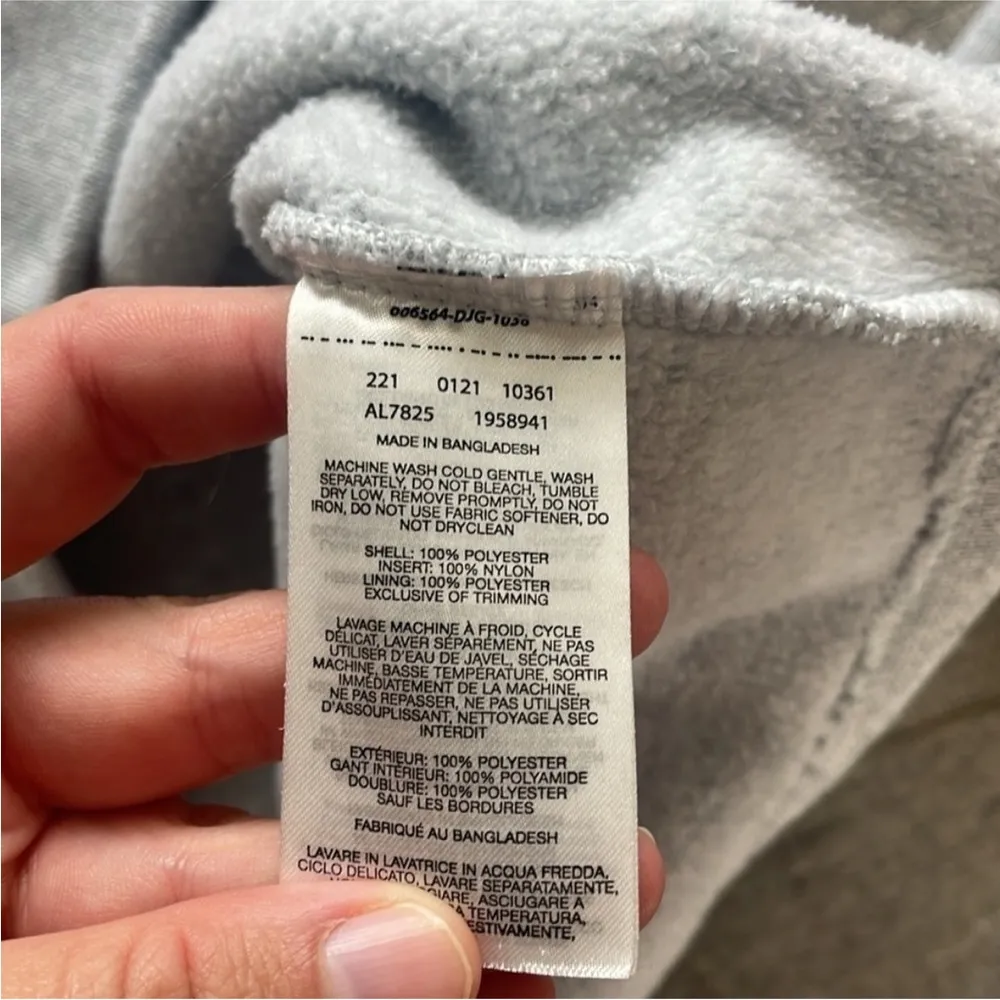 006564-DJG-1036
221 0121 10361
AL7825 1958941
MADE IN BANGLADESH
MACHINE WASH COLD GENTLE, WASH
SEPARATELY, DO NOT BLEACH, TUMBLE
DRY LOW, REMOVE PROMPTLY, DO NOT
IRON, DO NOT USE FABRIC SOFTENER, DO
NOT DRYCLEAN
SHELL: 100% POLYESTER
INSERT: 100% NYLON
LINING: 100% POLYESTER
EXCLUSIVE OF TRIMMING
LAVAGE MACHINE À FROID, CYCLE
DÉLICAT, LAVER SÉPARÉMENT, NE PAS
UTILISER D'EAU DE JAVEL, SÉCHAGE
MACHINE, BASSE TEMPÉRATURE, SORTIR
IMMÉDIATEMENT DE LA MACHINE,
NE PAS REPASSER, NE PAS UTILISER
D'ASSOUPLISSANT, NETTOYAGE À SEC
INTERDIT
EXTÉRIEUR: 100% POLYESTER
GANT INTÉRIEUR: 100% POLYAMIDE
DOUBLURE: 100% POLYESTER
SAUF LES BORDURES
FABRIQUÉ AU BANGLADESH
LAVARE IN LAVATRICE IN ACQUA FREDDA,
CICLO DELICATO, LAVARE SEPARATAMENTE,
ASCIUGARE A
TEMPERATURA,